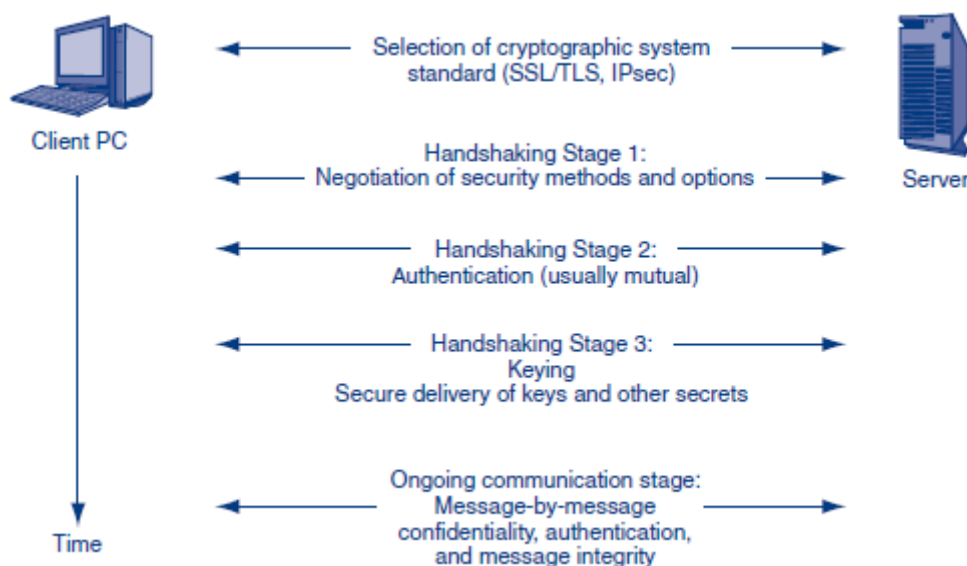 Selection of cryptographic system
standard (SSL/TLS, IPsec)
Client PC
Handshaking Stage 1:
Negotiation of security methods and options
Server
Handshaking Stage 2:
Authentication (usually mutual)
Handshaking Stage 3:
Keying
Secure delivery of keys and other secrets
Ongoing communication stage:
Message-by-message
confidentiality, authentication,
and message integrity
Time